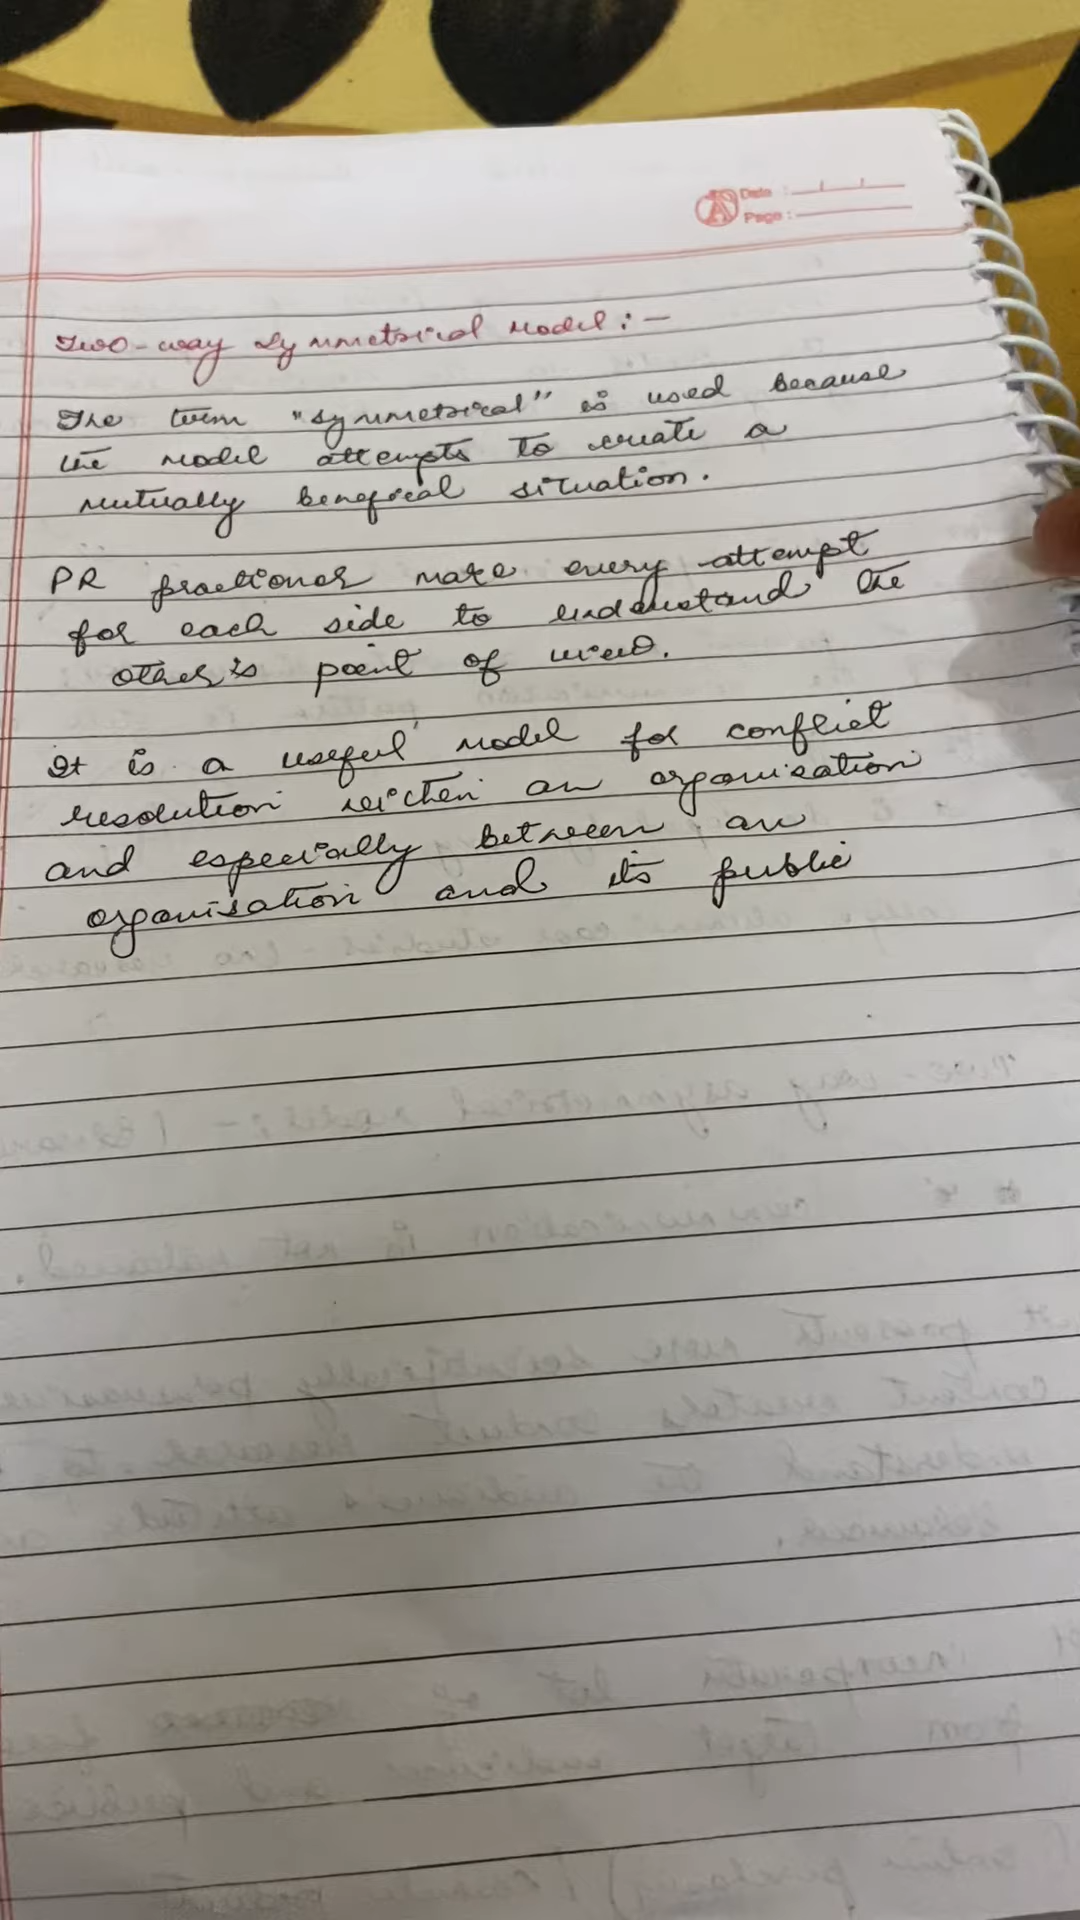 Date :
Page :
Two-way Symmetrical Model :-
The term "symmetrical" is used because
the model attempts to create a
mutually benefical situation.
PR practioner make every attempt
for each side to understand the
other's point of view.
It is a useful model for conflict
resolution within an organisation
and especially between an
organisation and its public